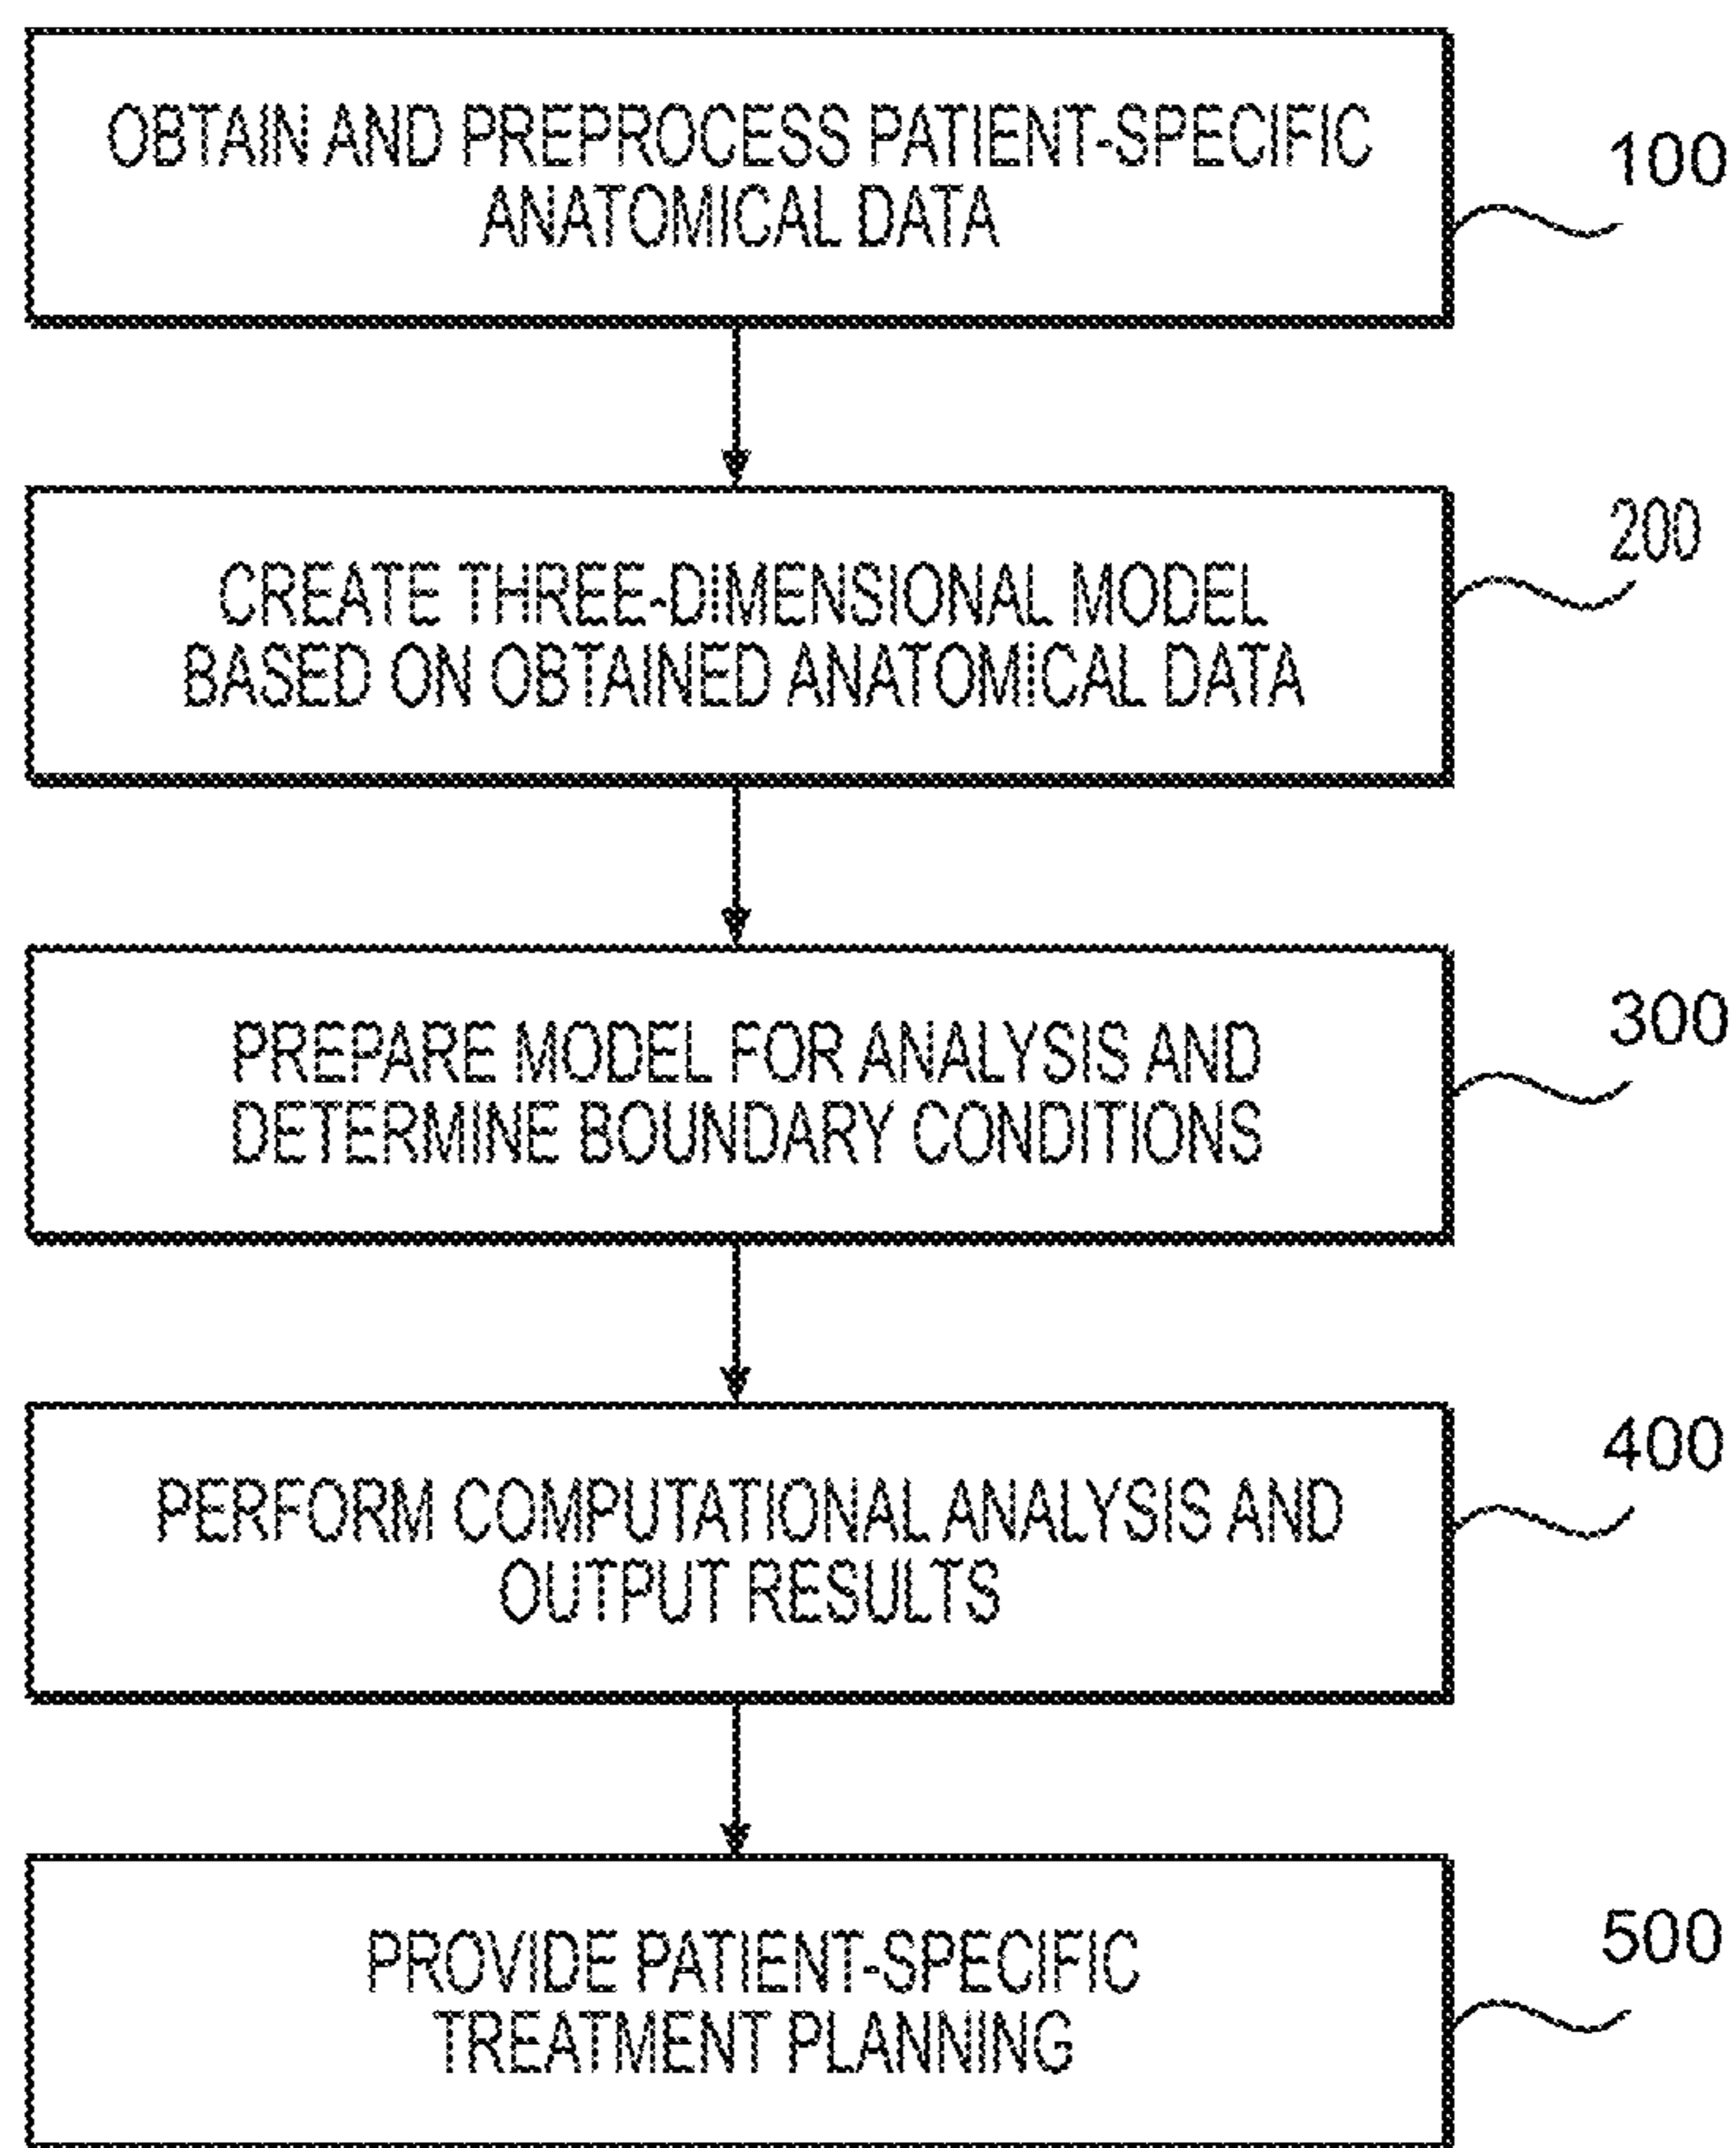 OBTAIN AND PREPROCESS PATIENT-SPECIFIC
ANATOMICAL DATA
100
CREATE THREE-DIMENSIONAL MODEL
BASED ON OBTAINED ANATOMICAL DATA
200
PREPARE MODEL FOR ANALYSIS AND
DETERMINE BOUNDARY CONDITIONS
300
PERFORM COMPUTATIONAL ANALYSIS AND
OUTPUT RESULTS
400
PROVIDE PATIENT-SPECIFIC
TREATMENT PLANNING
500